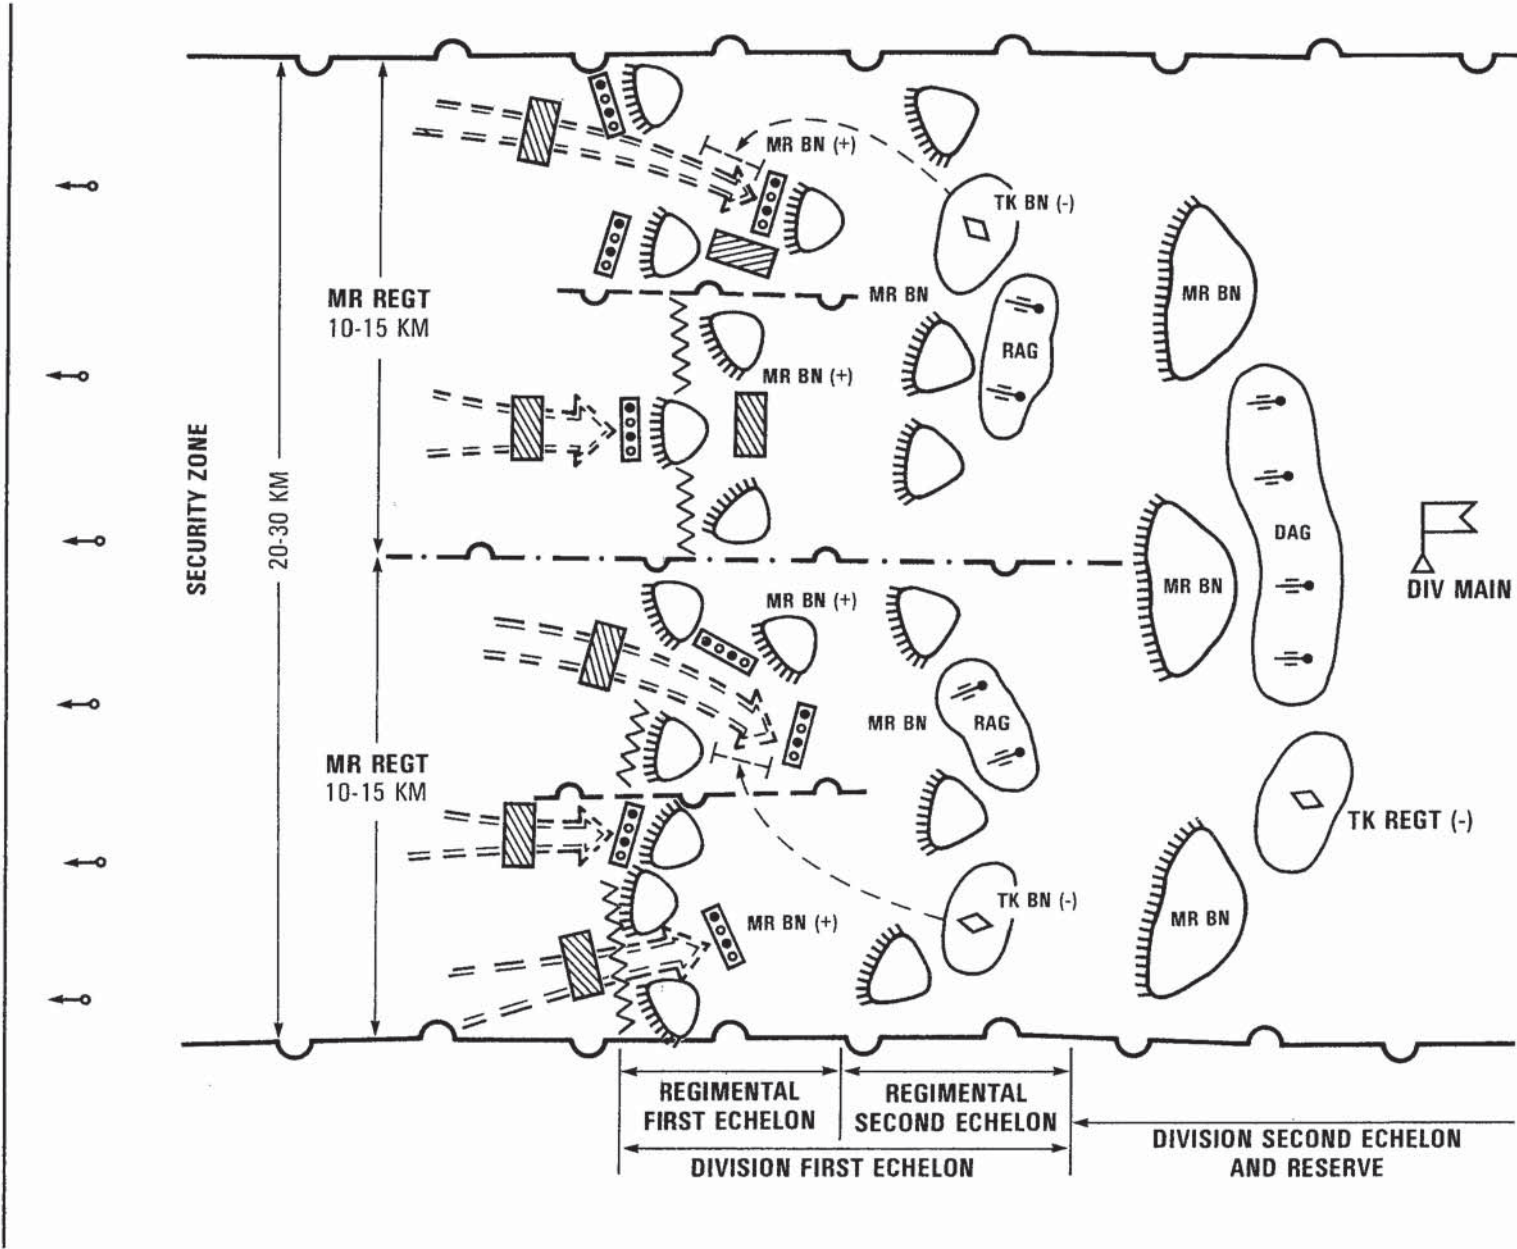 MR BN (+)
TK BN (-)
MR BN
MR BN
MR REGT
10-15 KM
RAG
MR BN (+)
SECURITY ZONE
20-30 KM
DAG
MR BN
DIV MAIN
MR BN (+)
MR BN
RAG
MR REGT
10-15 KM
TK REGT (-)
TK BN (-)
MR BN (+)
MR BN
REGIMENTAL
FIRST ECHELON
REGIMENTAL
SECOND ECHELON
DIVISION FIRST ECHELON
DIVISION SECOND ECHELON
AND RESERVE